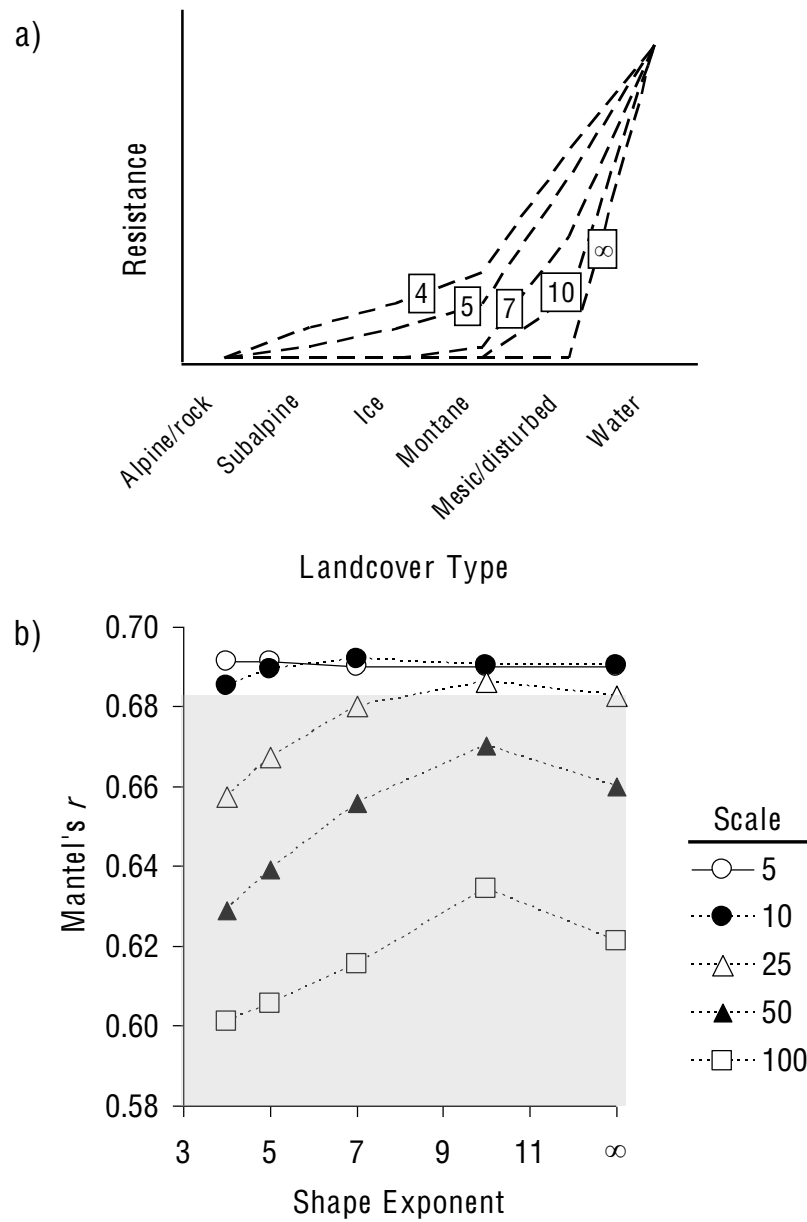 a)
Resistance
4
5
7
10
∞
Alpine/rock
Subalpine
Ice
Montane
Mesic/disturbed
Water
Landcover Type
b)
0.70
0.68
0.66
0.64
0.62
0.60
0.58
Mantel's r
3
5
7
9
11
∞
Shape Exponent
Scale
5
10
25
50
100